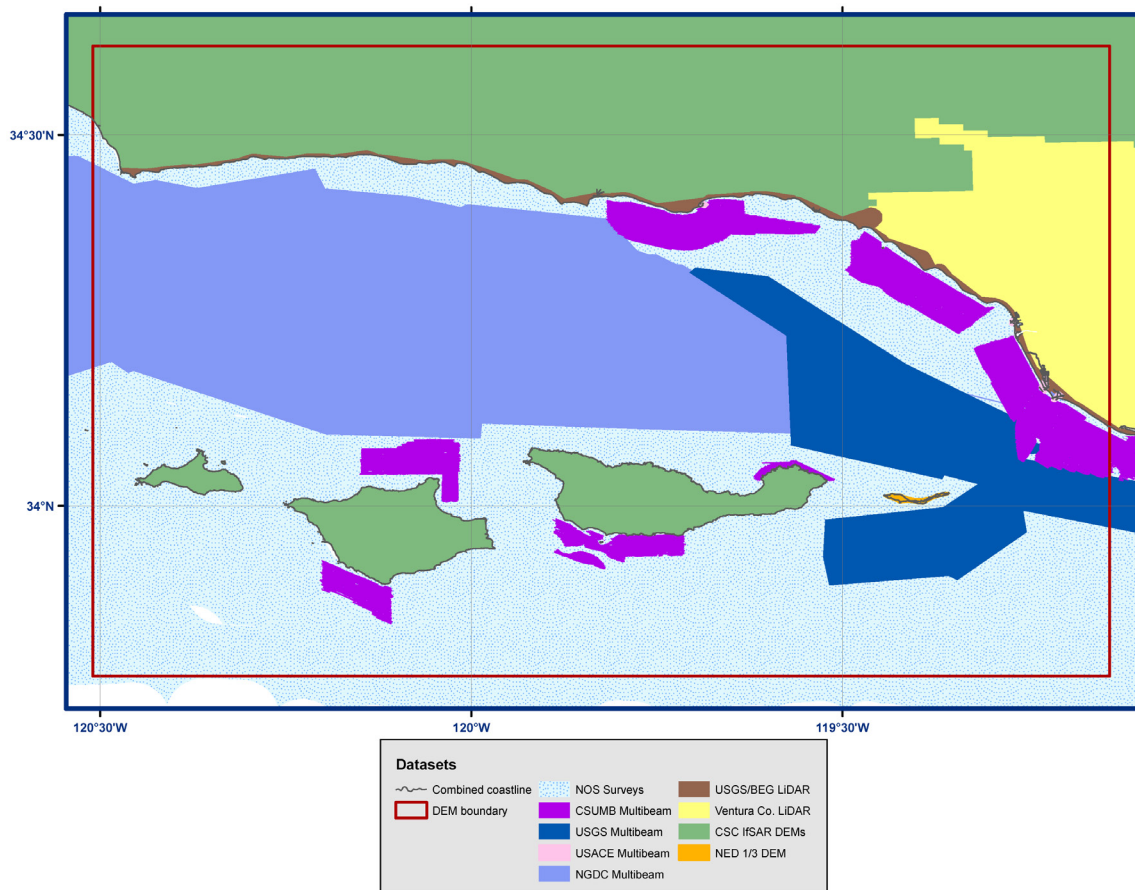 34°30'N
34°N
120°30'W
120°W
119°30'W
Datasets
Combined coastline
DEM boundary
NOS Surveys
CSUMB Multibeam
USGS Multibeam
USACE Multibeam
NGDC Multibeam
USGS/BEG LiDAR
Ventura Co. LiDAR
CSC IfSAR DEMs
NED 1/3 DEM